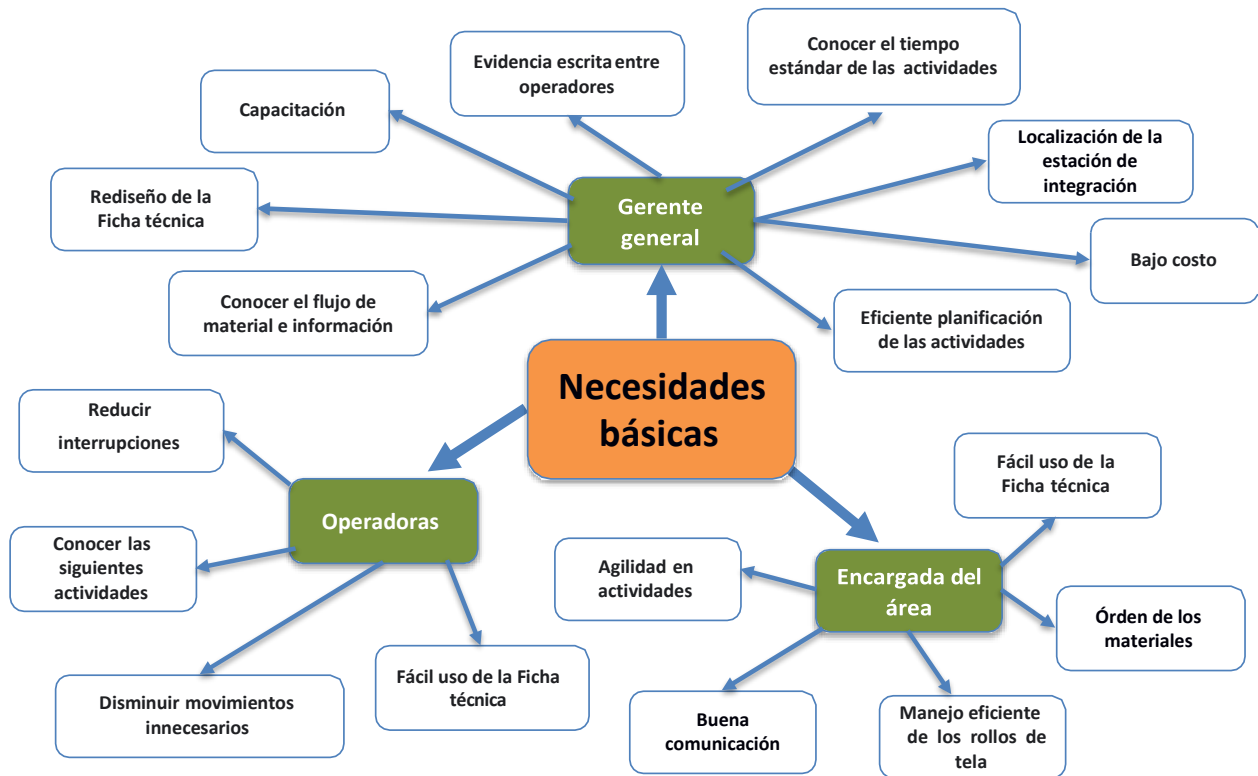 Conocer el tiempo
estándar de las actividades
Evidencia escrita entre
operadores
Capacitación
Localización de la
estación de
integración
Rediseño de la
Ficha técnica
Gerente
general
Bajo costo
Conocer el flujo de
material e información
Eficiente planificación
de las actividades
Necesidades
básicas
Reducir
interrupciones
Operadoras
Conocer las
siguientes
actividades
Disminuir movimientos
innecesarios
Fácil uso de la Ficha
técnica
Fácil uso de la
Ficha técnica
Agilidad en
actividades
Encargada del
área
Órden de los
materiales
Buena
comunicación
Manejo eficiente
de los rollos de
tela